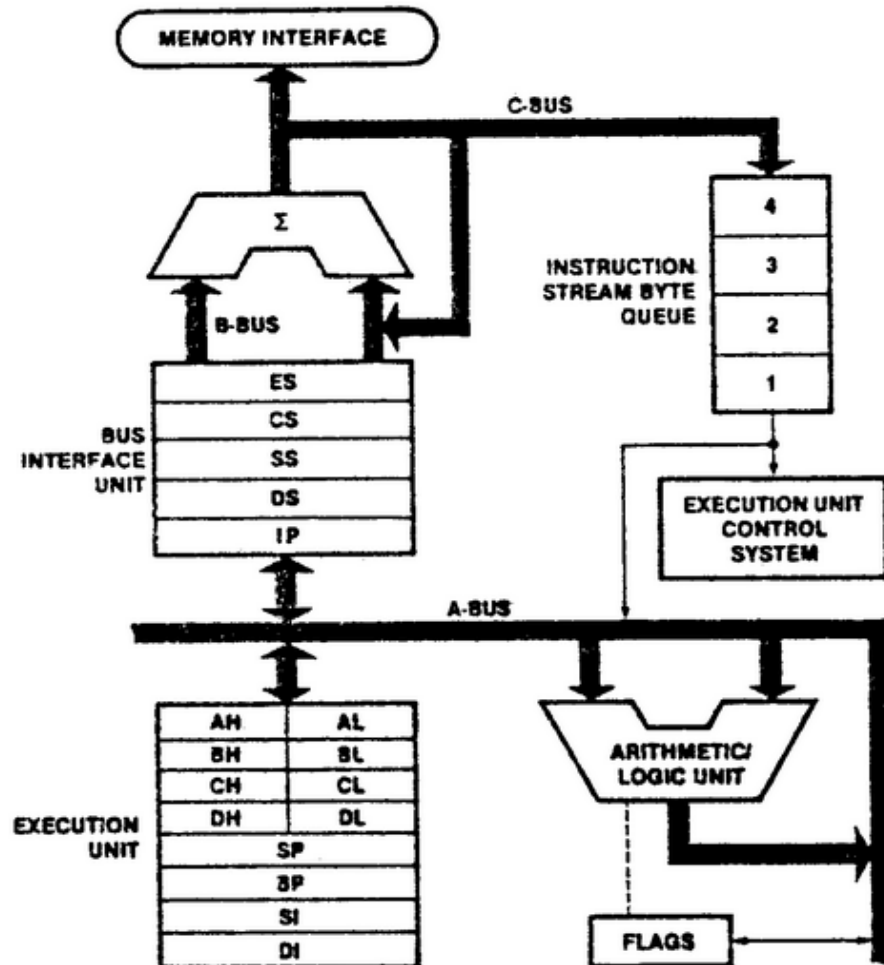 MEMORY INTERFACE
C-BUS
Σ
4
3
2
1
INSTRUCTION
STREAM BYTE
QUEUE
B-BUS
ES
CS
SS
DS
IP
BUS
INTERFACE
UNIT
EXECUTION UNIT
CONTROL
SYSTEM
A-BUS
AH AL
BH BL
CH CL
DH DL
SP
BP
SI
DI
EXECUTION
UNIT
ARITHMETIC/
LOGIC UNIT
FLAGS